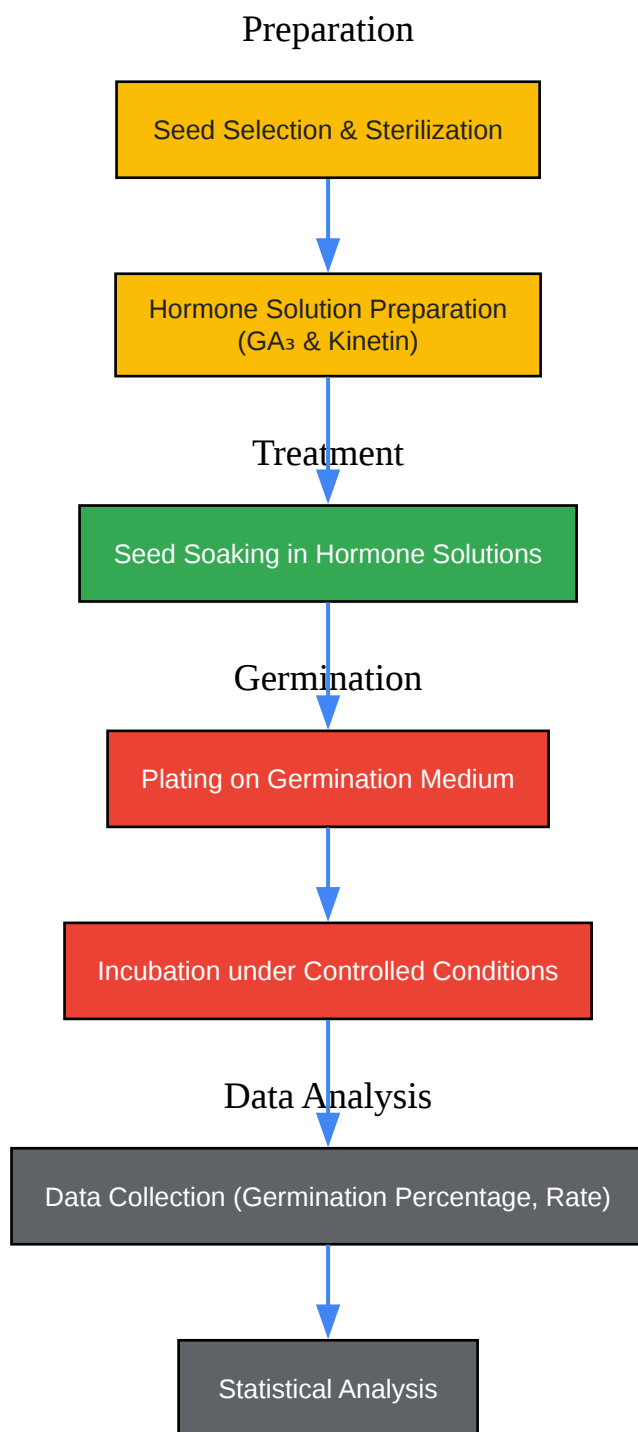 Preparation
Seed Selection & Sterilization
Hormone Solution Preparation
(GA₃ & Kinetin)
Treatment
Seed Soaking in Hormone Solutions
Germination
Plating on Germination Medium
Incubation under Controlled Conditions
Data Analysis
Data Collection (Germination Percentage, Rate)
Statistical Analysis